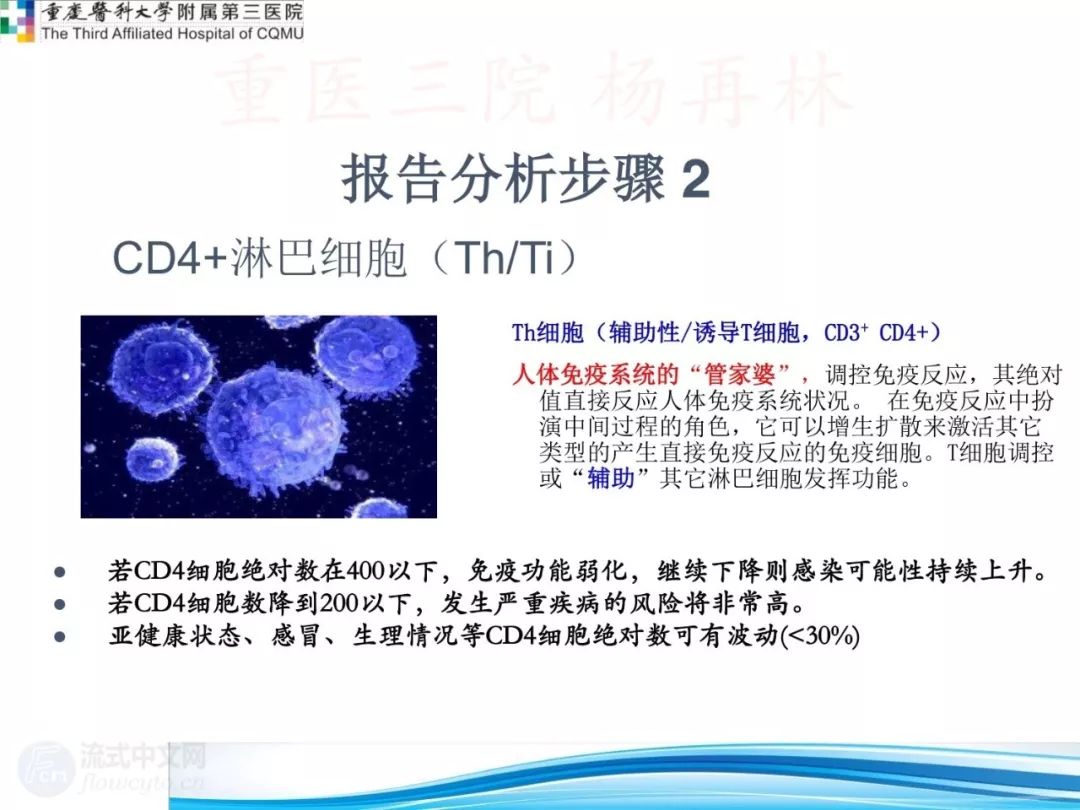 重庆医科大学附属第三医院
The Third Affiliated Hospital of CQMU
重医三院 杨再林
报告分析步骤 2
CD4+淋巴细胞（Th/Ti）
Th细胞（辅助性/诱导T细胞，CD3+ CD4+）
人体免疫系统的“管家婆”，调控免疫反应，其绝对
值直接反应人体免疫系统状况。 在免疫反应中扮
演中间过程的角色，它可以增生扩散来激活其它
类型的产生直接免疫反应的免疫细胞。T细胞调控
或“辅助”其它淋巴细胞发挥功能。
● 若CD4细胞绝对数在400以下，免疫功能弱化，继续下降则感染可能性持续上升。
● 若CD4细胞数降到200以下，发生严重疾病的风险将非常高。
● 亚健康状态、感冒、生理情况等CD4细胞绝对数可有波动(<30%)
Fcn
流式中文网
flowcyto.cn